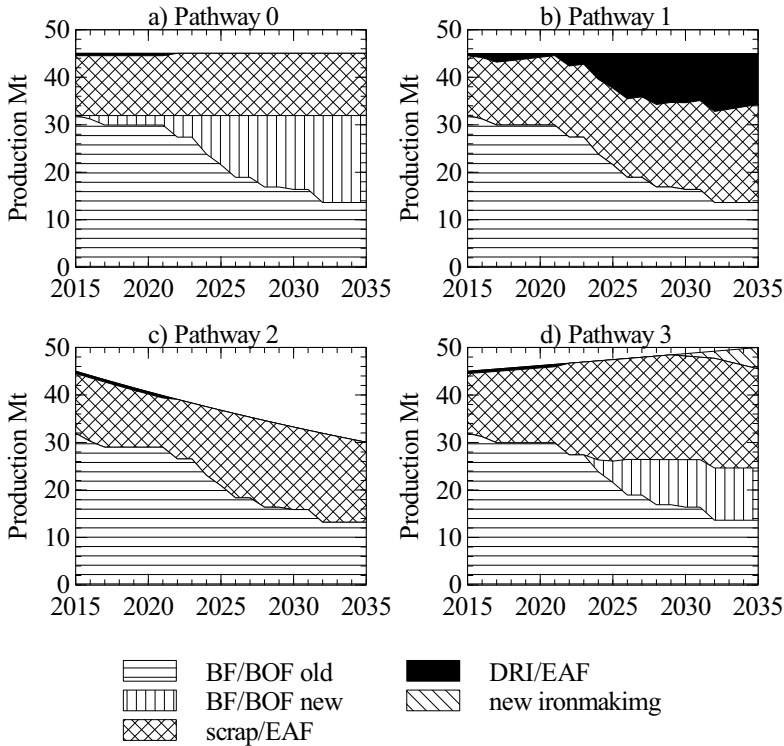 a) Pathway 0
b) Pathway 1
50
40
30
20
10
0
Production Mt
2015 2020 2025 2030 2035
50
40
30
20
10
0
Production Mt
2015 2020 2025 2030 2035
c) Pathway 2
d) Pathway 3
50
40
30
20
10
0
Production Mt
2015 2020 2025 2030 2035
50
40
30
20
10
0
Production Mt
2015 2020 2025 2030 2035
BF/BOF old
DRI/EAF
BF/BOF new
new ironmakimg
scrap/EAF